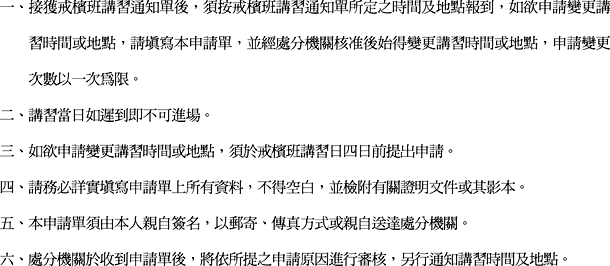 一、接獲戒檳班講習通知單後，須按戒檳班講習通知單所定之時間及地點報到，如欲申請變更講
習時間或地點，請填寫本申請單，並經處分機關核准後始得變更講習時間或地點，申請變更
次數以一次為限。
二、講習當日如遲到即不可進場。
三、如欲申請變更講習時間或地點，須於戒檳班講習日四日前提出申請。
四、請務必詳實填寫申請單上所有資料，不得空白，並檢附有關證明文件或其影本。
五、本申請單須由本人親自簽名，以郵寄、傳真方式或親自送達處分機關。
六、處分機關於收到申請單後，將依所提之申請原因進行審核，另行通知講習時間及地點。